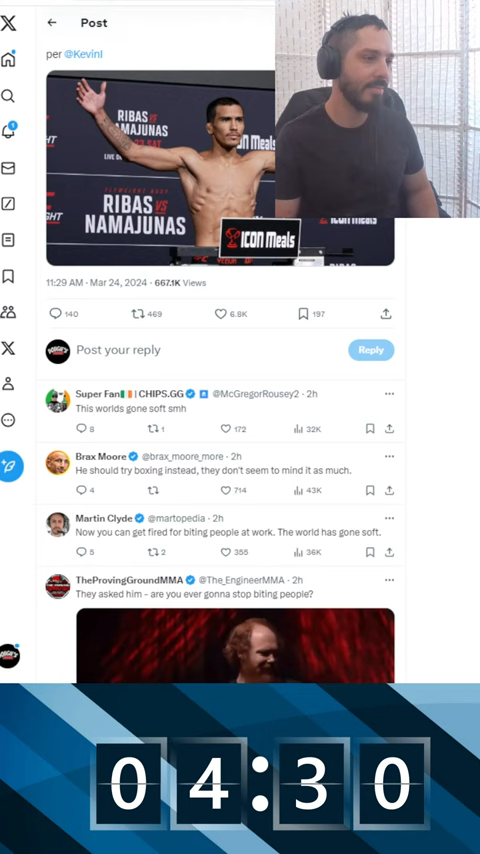 Post
per @KevinI
RIBAS VS NAMAJUNAS
RIBAS VS
NAMAJUNAS
ICON Meals
11:29 AM · Mar 24, 2024 · 667.1K Views
140 469 6.8K 197
Post your reply
Reply
Super Fan | CHIPS.GG @McGregorRousey2 · 2h
This worlds gone soft smh
8 1 172 32K
Brax Moore @brax_moore_more · 2h
He should try boxing instead, they don't seem to mind it as much.
4 714 43K
Martin Clyde @martopedia · 2h
Now you can get fired for biting people at work. The world has gone soft.
5 2 355 36K
TheProvingGroundMMA @The_EngineerMMA · 2h
They asked him - are you ever gonna stop biting people?
04:30